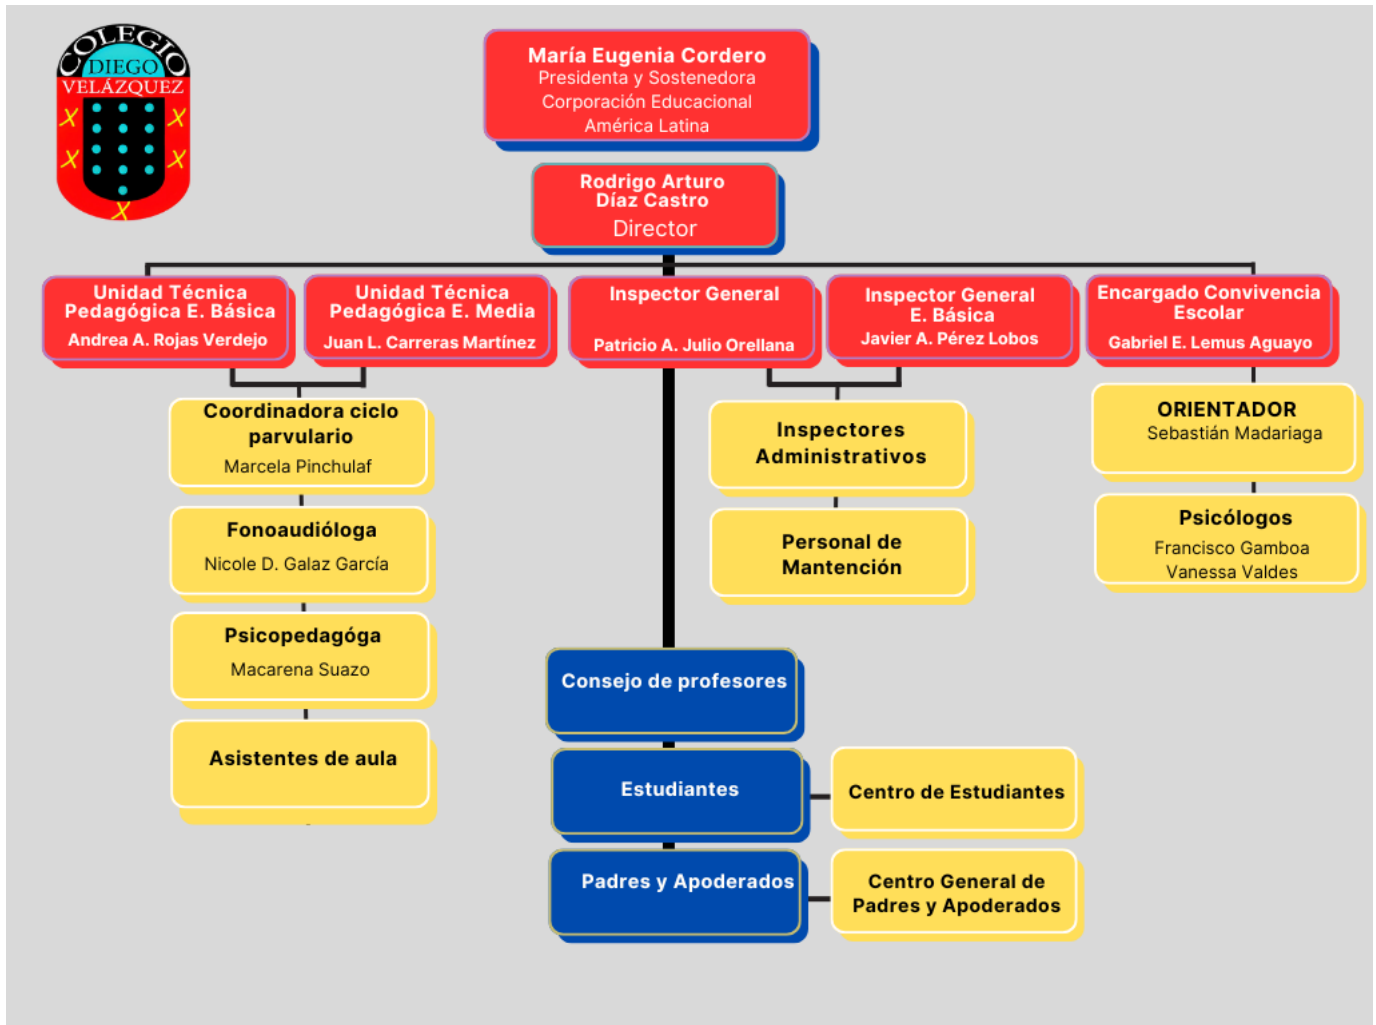 COLEGIO
DIEGO
VELÁZQUEZ
María Eugenia Cordero
Presidenta y Sostenedora
Corporación Educacional
América Latina
Rodrigo Arturo
Díaz Castro
Director
Unidad Técnica
Pedagógica E. Básica
Andrea A. Rojas Verdejo
Unidad Técnica
Pedagógica E. Media
Juan L. Carreras Martínez
Inspector General
Patricio A. Julio Orellana
Inspector General
E. Básica
Javier A. Pérez Lobos
Encargado Convivencia
Escolar
Gabriel E. Lemus Aguayo
Coordinadora ciclo
parvulario
Marcela Pinchulaf
Fonoaudióloga
Nicole D. Galaz García
Psicopedagóga
Macarena Suazo
Asistentes de aula
Inspectores
Administrativos
Personal de
Mantención
ORIENTADOR
Sebastián Madariaga
Psicólogos
Francisco Gamboa
Vanessa Valdes
Consejo de profesores
Estudiantes
Centro de Estudiantes
Padres y Apoderados
Centro General de
Padres y Apoderados